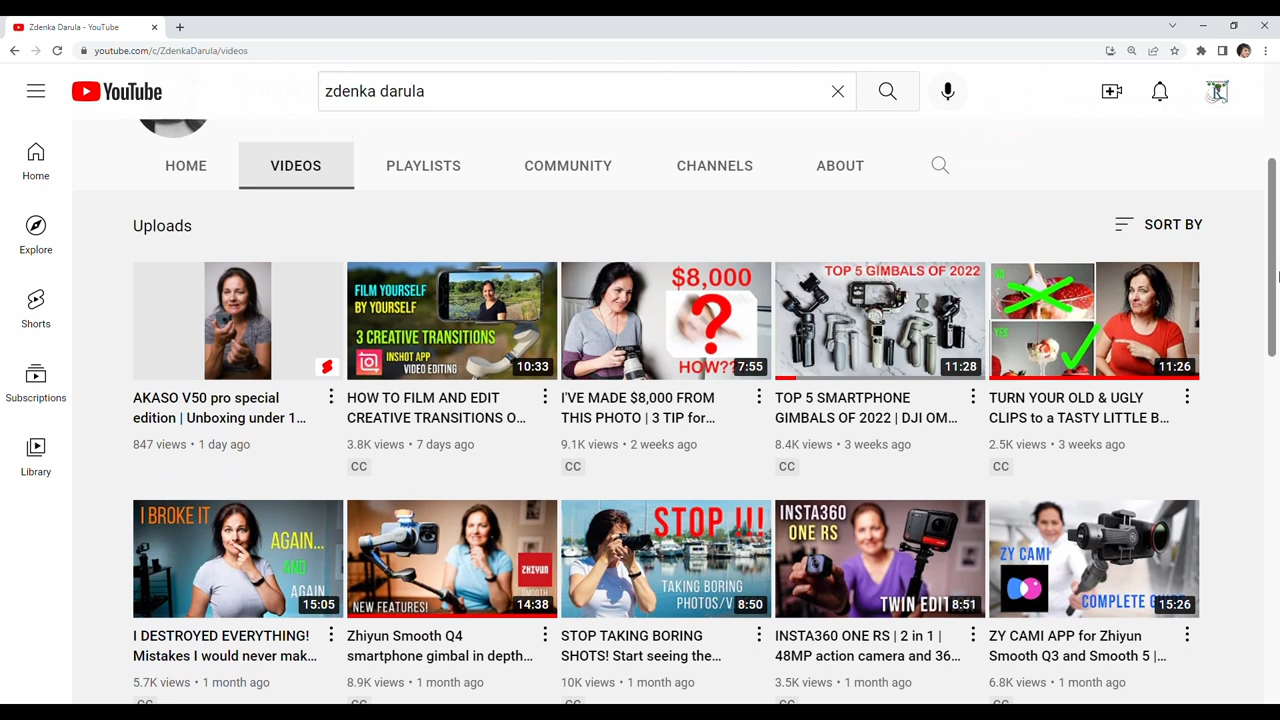 Zdenka Darula - YouTube
youtube.com/c/ZdenkaDarula/videos
YouTube
zdenka darula
HOME
VIDEOS
PLAYLISTS
COMMUNITY
CHANNELS
ABOUT
Home
Explore
Shorts
Subscriptions
Library
Uploads
SORT BY
FILM YOURSELF
BY YOURSELF
3 CREATIVE TRANSITIONS
INSHOT APP
VIDEO EDITING
10:33
$8,000
?
HOW??
7:55
TOP 5 GIMBALS OF 2022
11:28
NO
YES
11:26
AKASO V50 pro special
edition | Unboxing under 1...
847 views • 1 day ago
HOW TO FILM AND EDIT
CREATIVE TRANSITIONS O...
3.8K views • 7 days ago
CC
I'VE MADE $8,000 FROM
THIS PHOTO | 3 TIP for...
9.1K views • 2 weeks ago
CC
TOP 5 SMARTPHONE
GIMBALS OF 2022 | DJI OM...
8.4K views • 3 weeks ago
CC
TURN YOUR OLD & UGLY
CLIPS to a TASTY LITTLE B...
2.5K views • 3 weeks ago
CC
I BROKE IT
AGAIN...
AND
AGAIN
15:05
ZHIYUN
SMOOTH
NEW FEATURES!
14:38
STOP !!!
TAKING BORING
PHOTOS/V
8:50
INSTA360
ONE RS
TWIN EDIT
8:51
ZY CAMI
COMPLETE GU
15:26
I DESTROYED EVERYTHING!
Mistakes I would never mak...
5.7K views • 1 month ago
CC
Zhiyun Smooth Q4
smartphone gimbal in depth...
8.9K views • 1 month ago
CC
STOP TAKING BORING
SHOTS! Start seeing the...
10K views • 1 month ago
CC
INSTA360 ONE RS | 2 in 1 |
48MP action camera and 36...
3.5K views • 1 month ago
CC
ZY CAMI APP for Zhiyun
Smooth Q3 and Smooth 5 |...
6.8K views • 1 month ago
CC